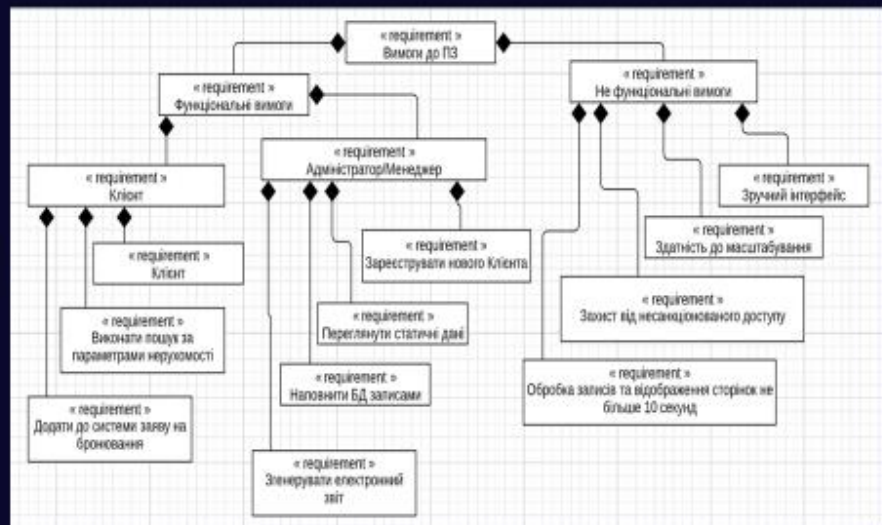 « requirement »
Вимоги до ПЗ
« requirement »
Функціональні вимоги
« requirement »
Не функціональні вимоги
« requirement »
Клієнт
« requirement »
Адміністратор/Менеджер
« requirement »
Зручний інтерфейс
« requirement »
Клієнт
« requirement »
Зареєструвати нового Клієнта
« requirement »
Здатність до масштабування
« requirement »
Виконати пошук за
параметрами нерухомості
« requirement »
Переглянути статичні дані
« requirement »
Захист від несанкціонованого доступу
« requirement »
Наповнити БД записами
« requirement »
Обробка записів та відображення сторінок не
більше 10 секунд
« requirement »
Додати до системи заяву на
бронювання
« requirement »
Згенерувати електронний
звіт